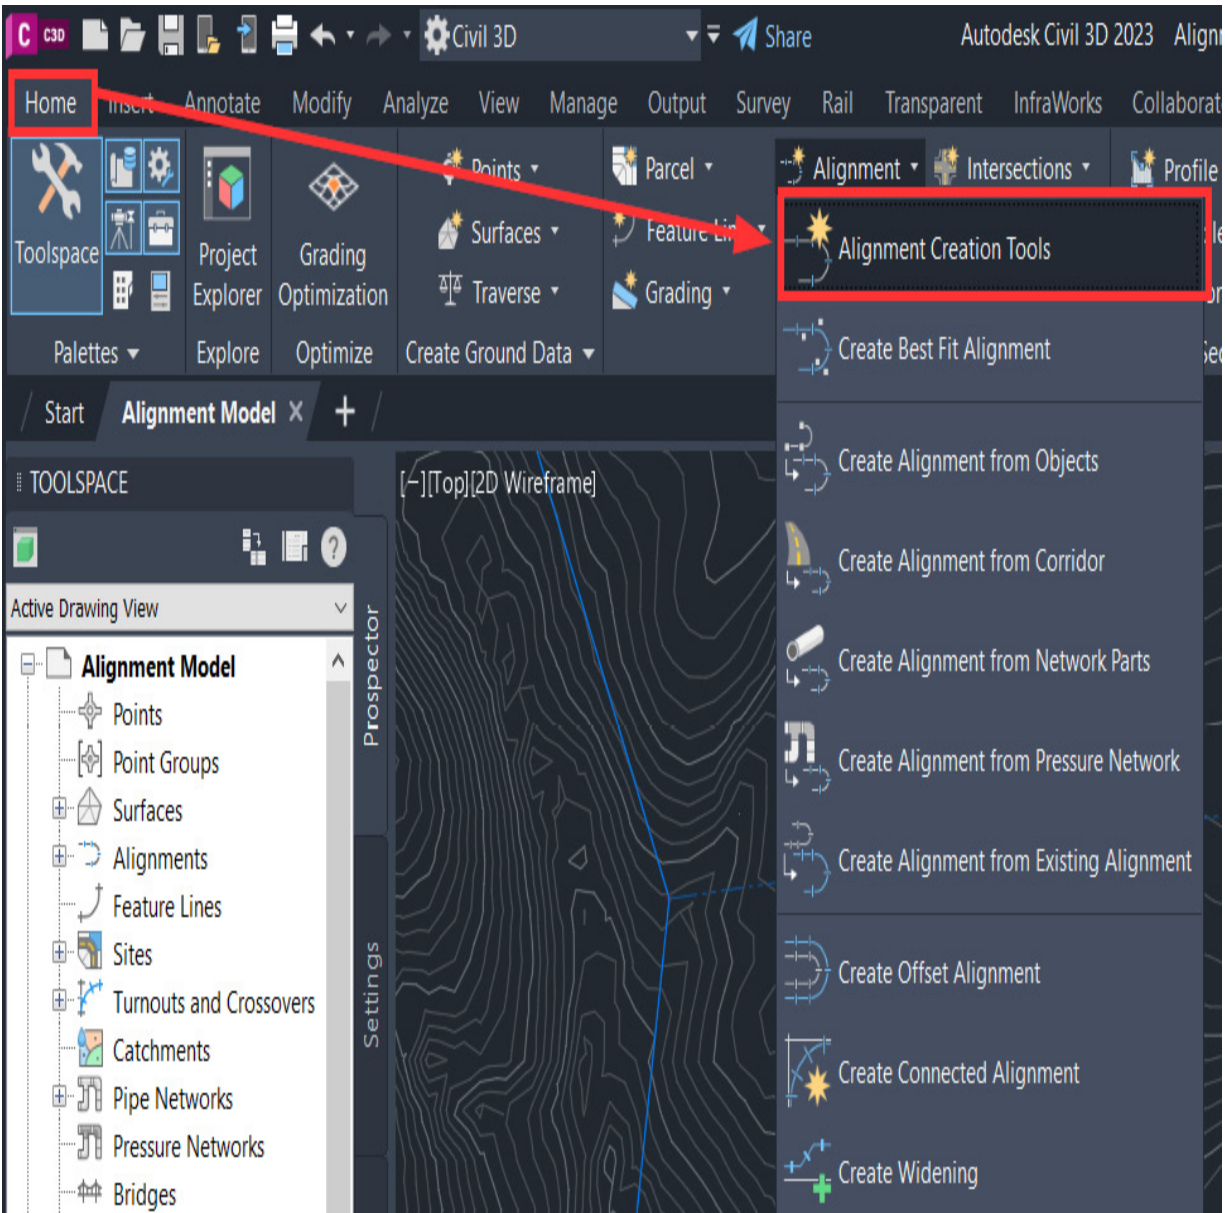 C C3D Civil 3D Share Autodesk Civil 3D 2023 Alignm
Home Insert Annotate Modify Analyze View Manage Output Survey Rail Transparent InfraWorks Collaborat
Toolspace
Project Explorer
Grading Optimization
Points
Surfaces
Traverse
Parcel
Feature Lin
Grading
Alignment
Intersections
Profile
Palettes Explore Optimize Create Ground Data
Alignment Creation Tools
Create Best Fit Alignment
Create Alignment from Objects
Create Alignment from Corridor
Create Alignment from Network Parts
Create Alignment from Pressure Network
Create Alignment from Existing Alignment
Create Offset Alignment
Create Connected Alignment
Create Widening
Start Alignment Model
TOOLSPACE
[–][Top][2D Wireframe]
Active Drawing View
Alignment Model
Points
Point Groups
Surfaces
Alignments
Feature Lines
Sites
Turnouts and Crossovers
Catchments
Pipe Networks
Pressure Networks
Bridges
Prospector
Settings